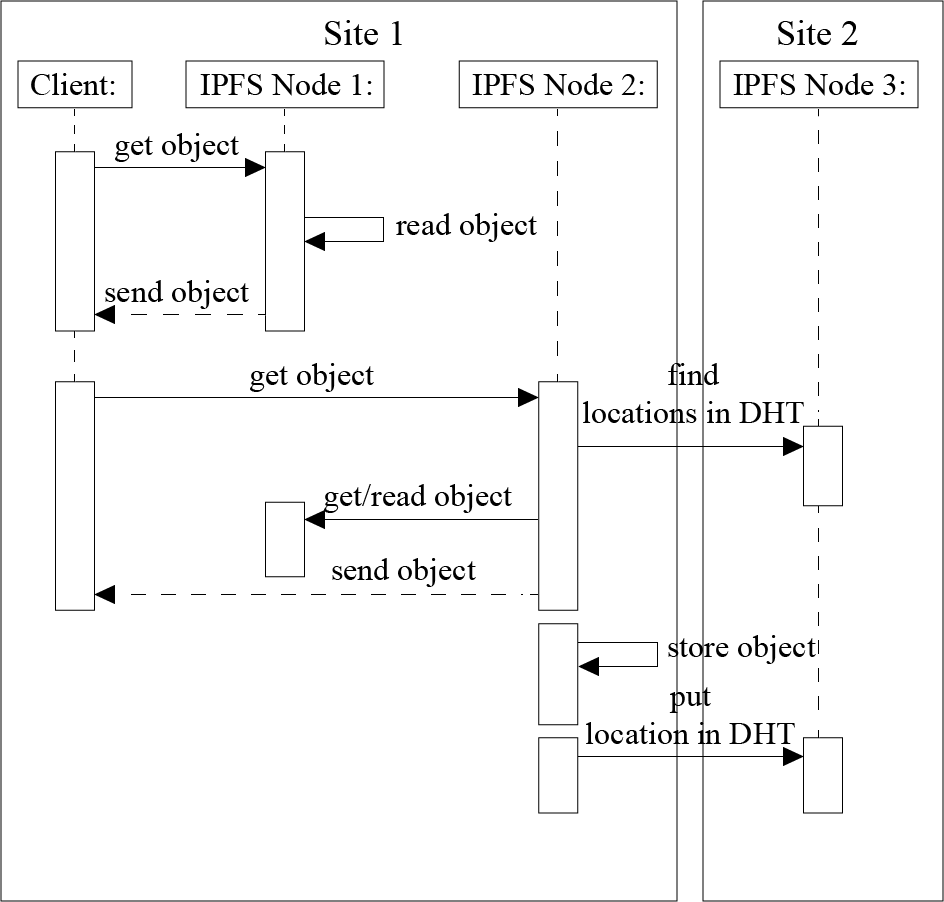 Site 1
Site 2
Client:
IPFS Node 1:
IPFS Node 2:
IPFS Node 3:
get object
read object
send object
get object
find
locations in DHT
get/read object
send object
store object
put
location in DHT